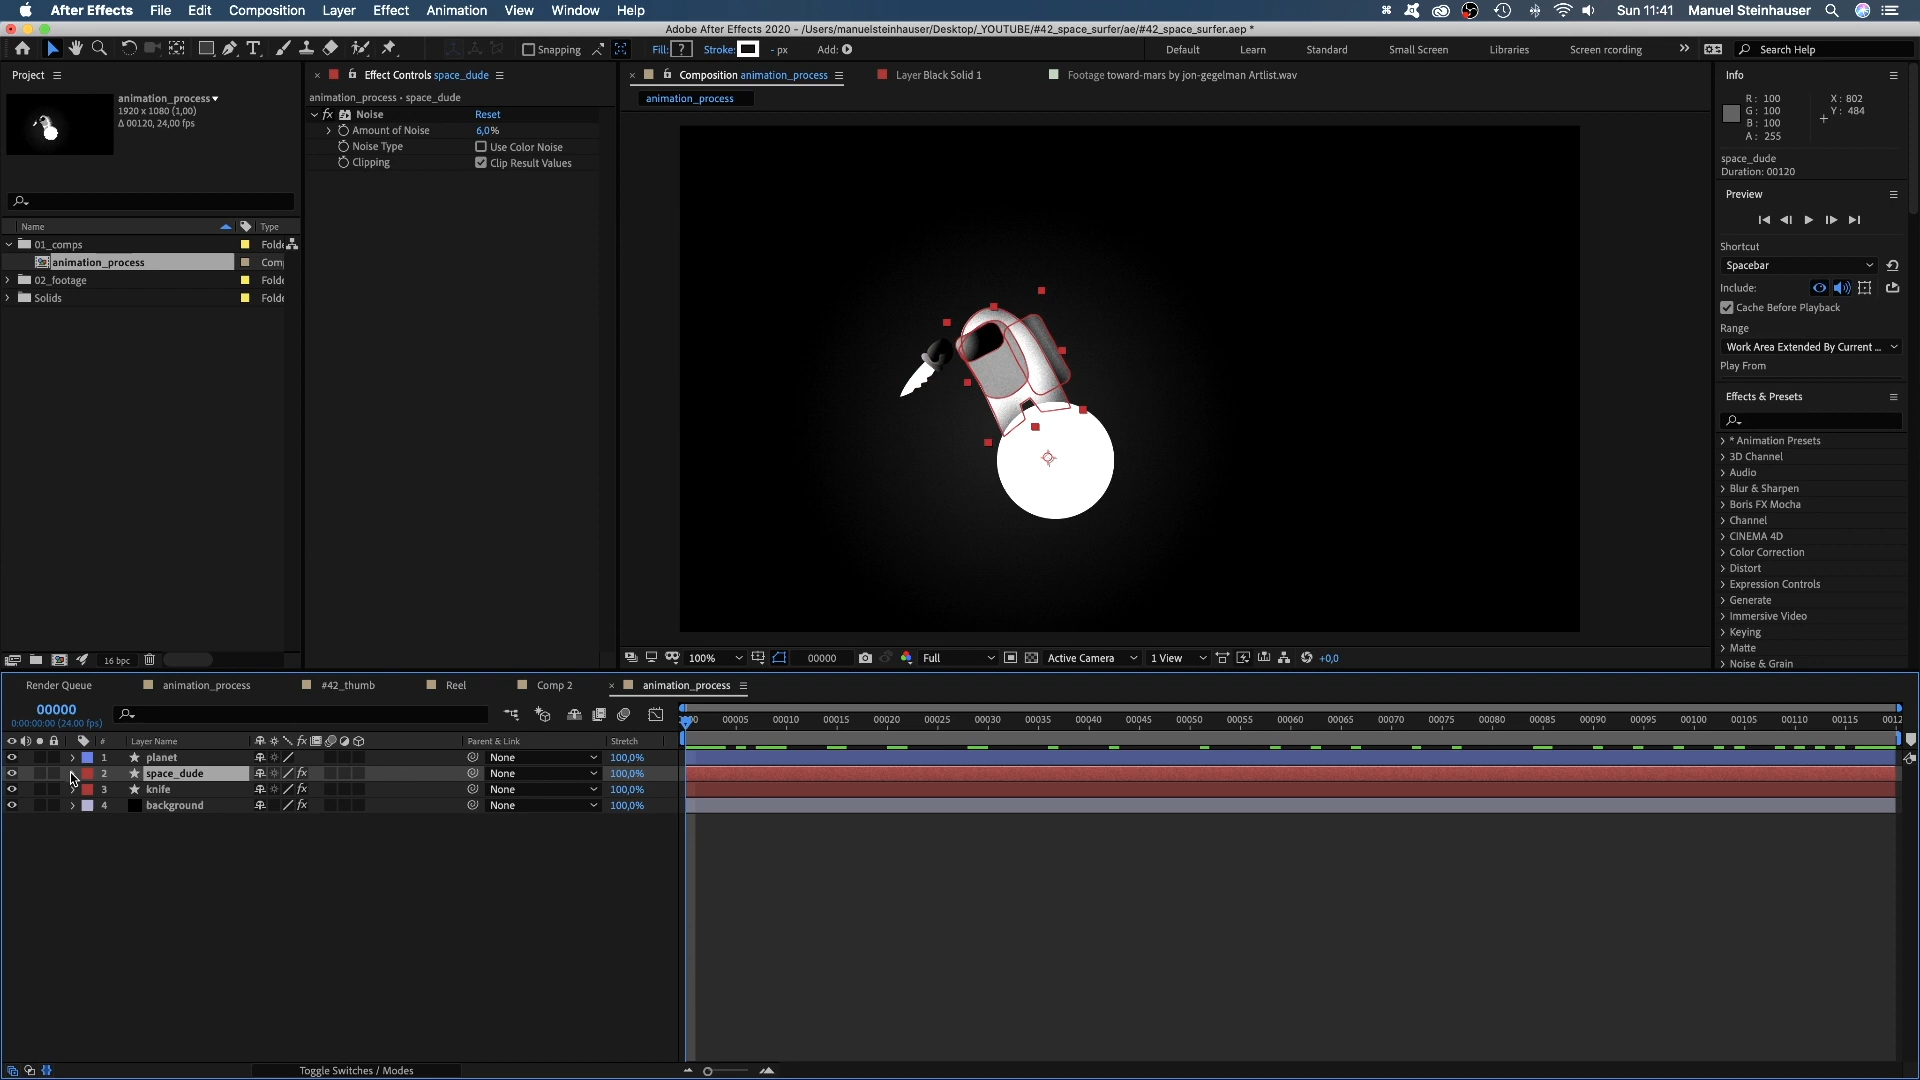 After Effects File Edit Composition Layer Effect Animation View Window Help
Sun 11:41 Manuel Steinhauser
Adobe After Effects 2020 - /Users/manuelsteinhauser/Desktop/_YOUTUBE/#42_space_surfer/ae/#42_space_surfer.aep *
Snapping Fill: ? Stroke: - px Add:
Default Learn Standard Small Screen Libraries Screen rcording Search Help
Project
animation_process
1920 x 1080 (1,00)
Δ 00120, 24,00 fps
Name Type
01_comps Folde
animation_process Com
02_footage Folde
Solids Folde
16 bpc
Effect Controls space_dude
animation_process • space_dude
fx Noise Reset
Amount of Noise 6,0%
Noise Type Use Color Noise
Clipping Clip Result Values
Composition animation_process Layer Black Solid 1 Footage toward-mars by jon-gegelman Artlist.wav
animation_process
100% 00000 Full Active Camera 1 View +0,0
Info
R: 100 X: 802
G: 100 Y: 484
B: 100
A: 255
space_dude
Duration: 00120
Preview
Shortcut
Spacebar
Include:
Cache Before Playback
Range
Work Area Extended By Current ...
Play From
Effects & Presets
* Animation Presets
3D Channel
Audio
Blur & Sharpen
Boris FX Mocha
Channel
CINEMA 4D
Color Correction
Distort
Expression Controls
Generate
Immersive Video
Keying
Matte
Noise & Grain
Render Queue animation_process #42_thumb Reel Comp 2 animation_process
00000
0:00:00:00 (24.00 fps)
00005 00010 00015 00020 00025 00030 00035 00040 00045 00050 00055 00060 00065 00070 00075 00080 00085 00090 00095 00100 00105 00110 00115 0012
# Layer Name fx Parent & Link Stretch
1 planet None 100,0%
2 space_dude fx None 100,0%
3 knife fx None 100,0%
4 background fx None 100,0%
Toggle Switches / Modes